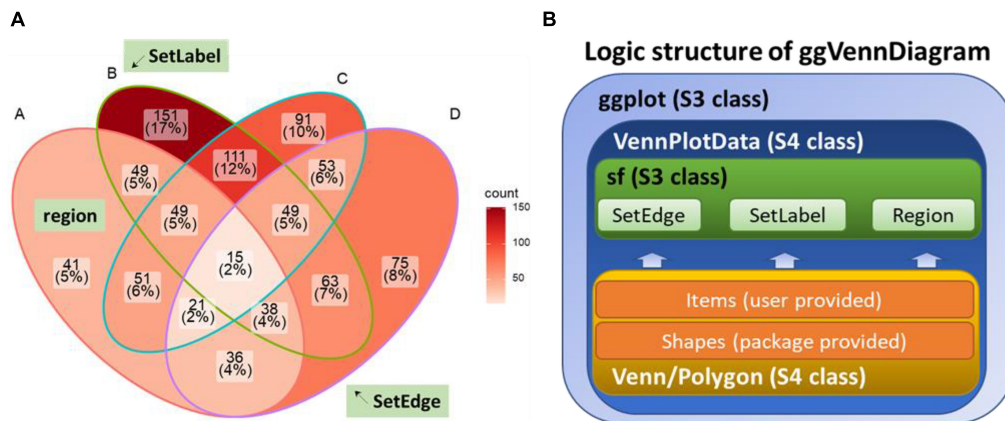 A
SetLabel
B
C
A
D
151
(17%)
91
(10%)
111
(12%)
49
(5%)
53
(6%)
region
49
(5%)
49
(5%)
15
(2%)
41
(5%)
51
(6%)
63
(7%)
75
(8%)
21
(2%)
38
(4%)
36
(4%)
SetEdge
count
150
100
50
B
Logic structure of ggVennDiagram
ggplot (S3 class)
VennPlotData (S4 class)
sf (S3 class)
SetEdge
SetLabel
Region
Items (user provided)
Shapes (package provided)
Venn/Polygon (S4 class)